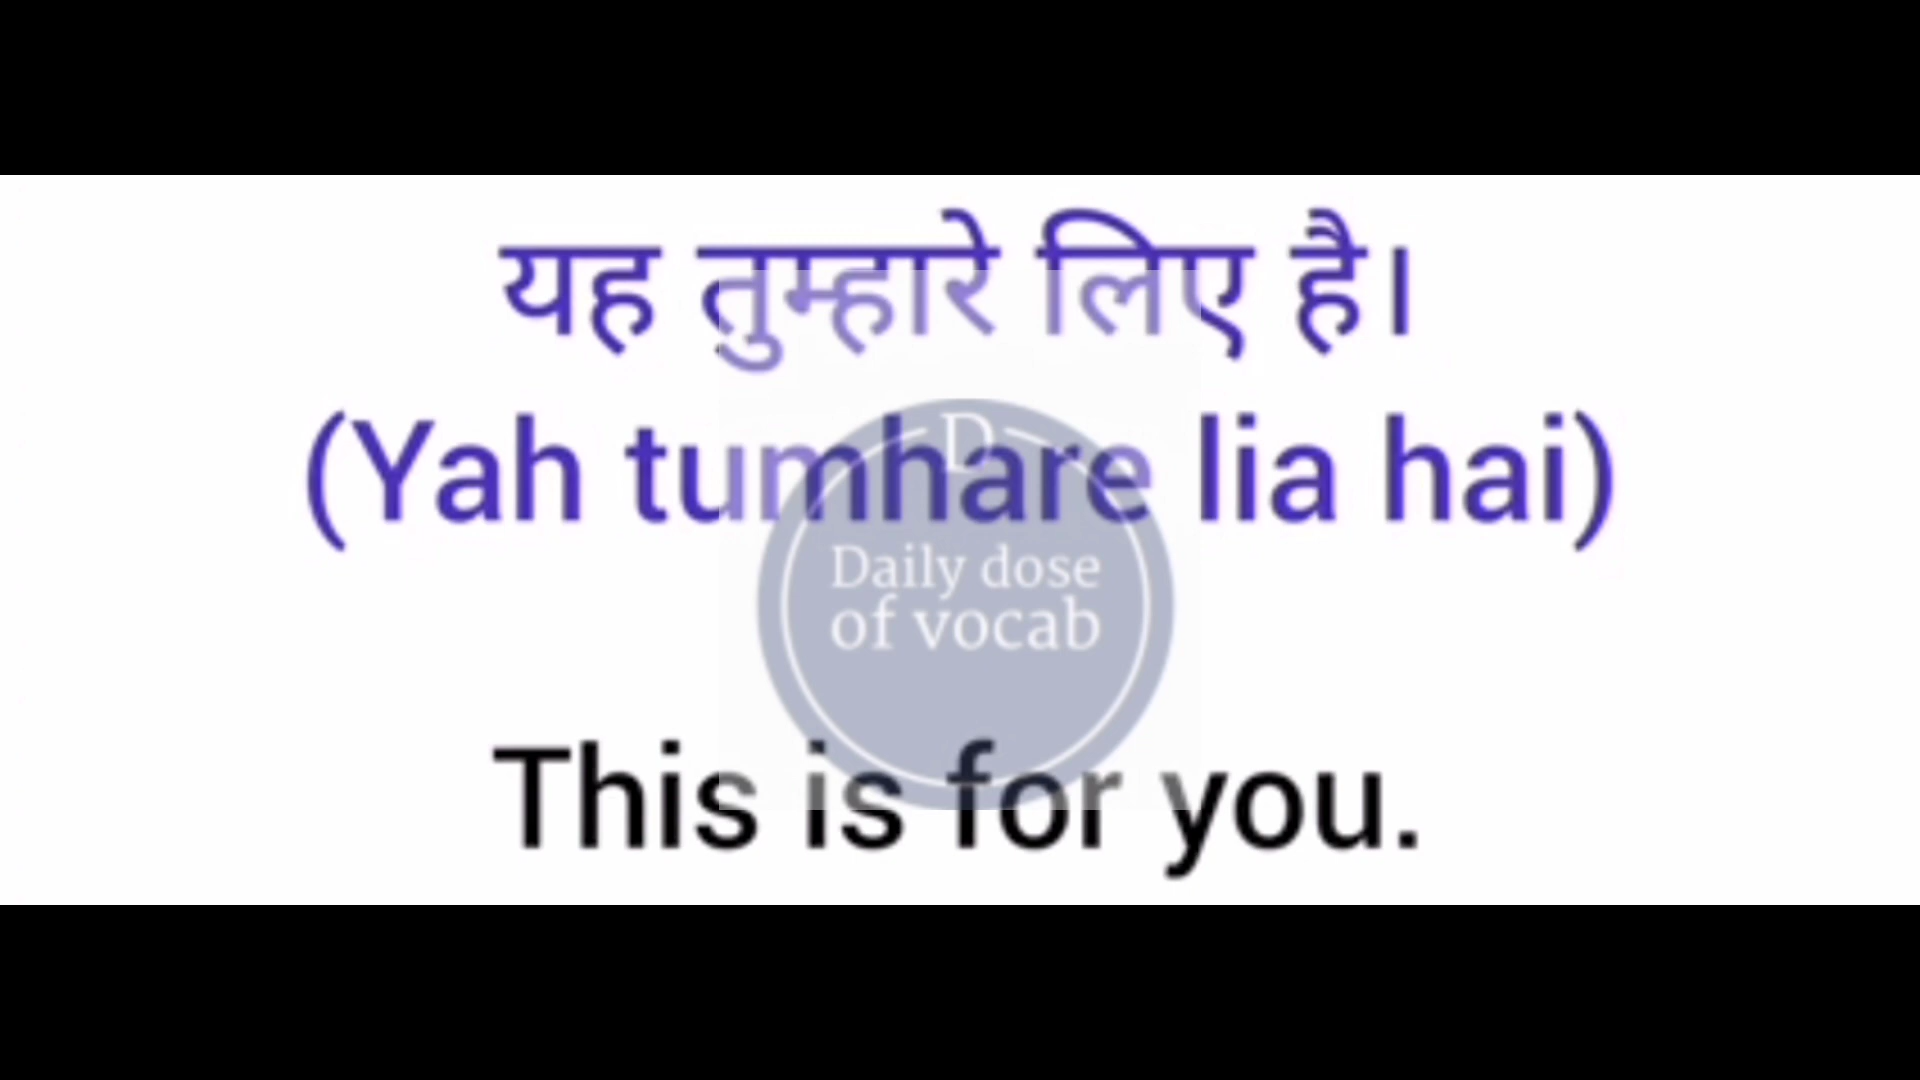 यह तुम्हारे लिए है।
(Yah tumhare lia hai)
D
Daily dose
of vocab
This is for you.